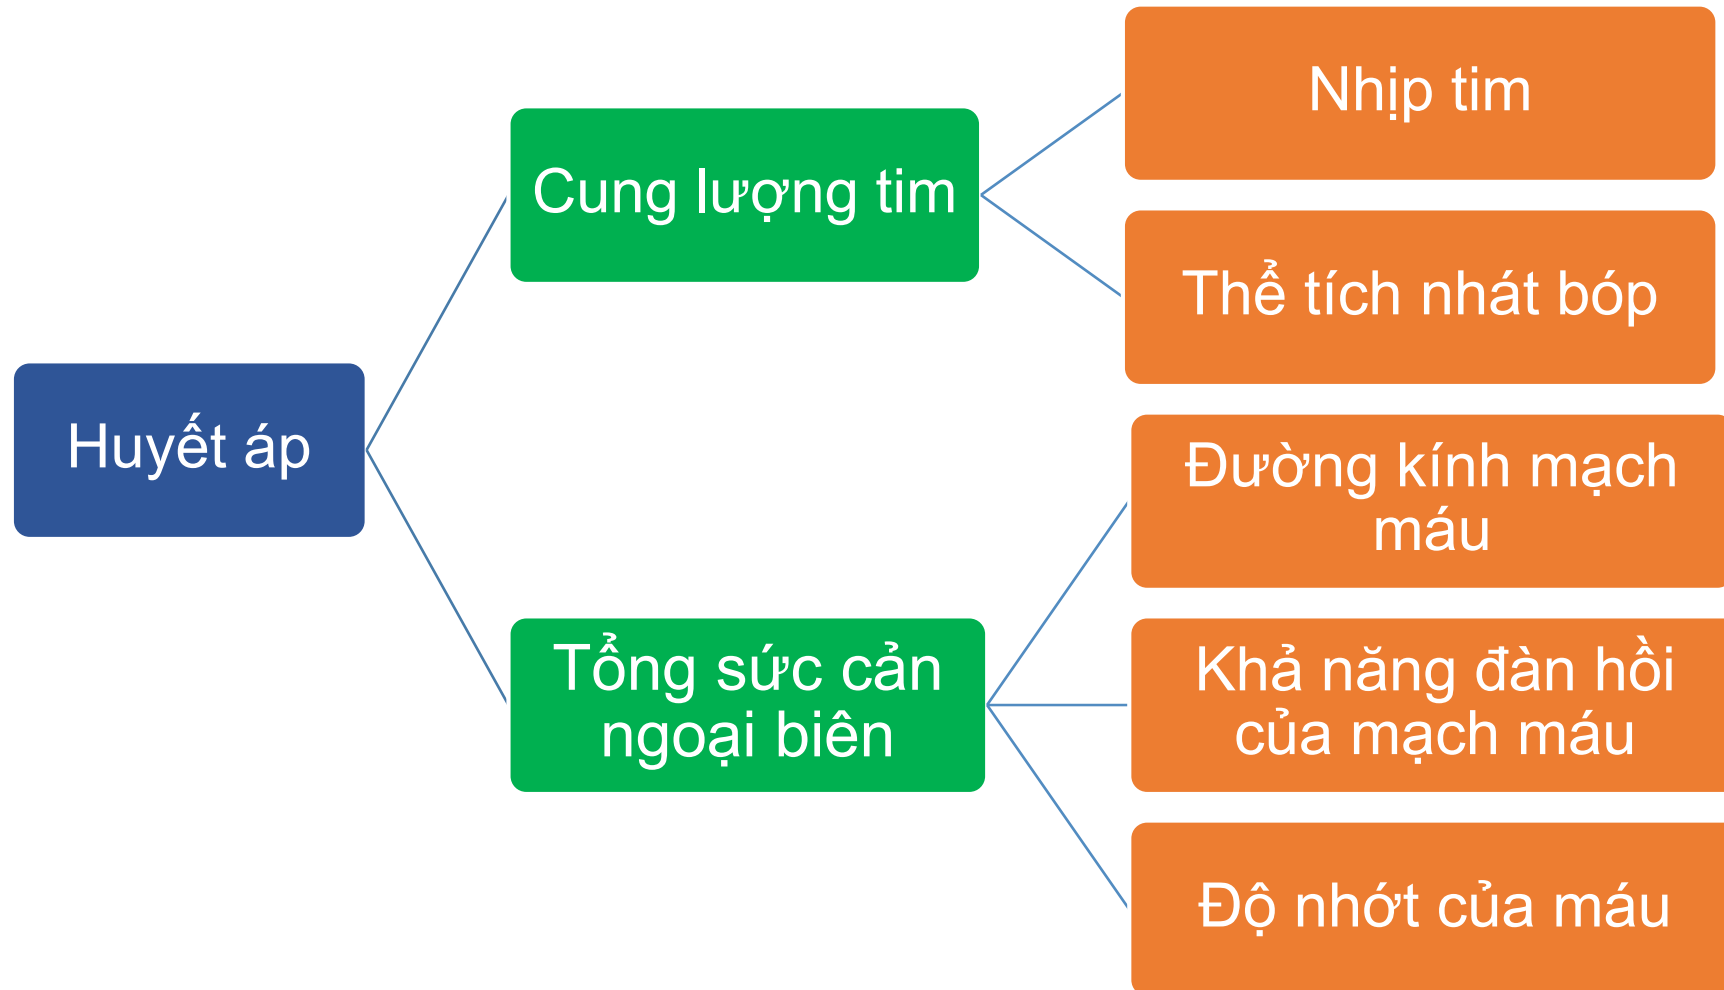 Nhịp tim
Cung lượng tim
Thể tích nhát bóp
Huyết áp
Đường kính mạch
máu
Tổng sức cản
ngoại biên
Khả năng đàn hồi
của mạch máu
Độ nhớt của máu